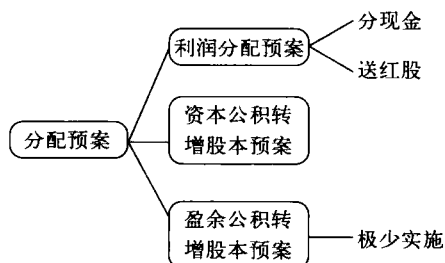 分配预案
利润分配预案
分现金
送红股
资本公积转
增股本预案
盈余公积转
增股本预案
极少实施